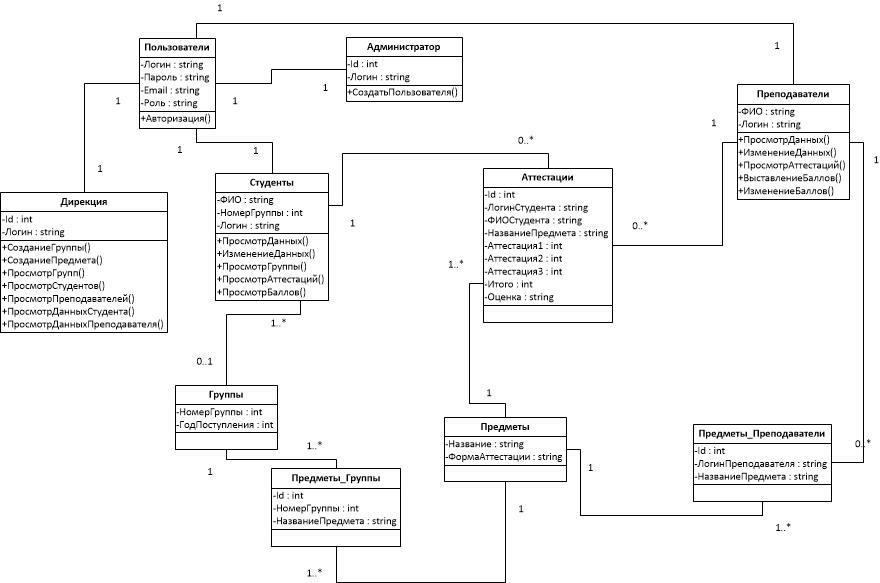 1
Пользователи
-Логин : string
-Пароль : string
-Email : string
-Роль : string
+Авторизация()
Администратор
-Id : int
-Логин : string
+СоздатьПользователя()
1
Преподаватели
-ФИО : string
-Логин : string
+ПросмотрДанных()
+ИзменениеДанных()
+ПросмотрАттестаций()
+ВыставлениеБаллов()
+ИзменениеБаллов()
1
1
1
1
1
1
1
1
0..*
Дирекция
-Id : int
-Логин : string
+СозданиеГруппы()
+СозданиеПредмета()
+ПросмотрГрупп()
+ПросмотрСтудентов()
+ПросмотрПреподавателей()
+ПросмотрДанныхСтудента()
+ПросмотрДанныхПреподавателя()
Студенты
-ФИО : string
-НомерГруппы : int
-Логин : string
+ПросмотрДанных()
+ИзменениеДанных()
+ПросмотрГруппы()
+ПросмотрАттестаций()
+ПросмотрБаллов()
1
Аттестации
-Id : int
-ЛогинСтудента : string
-ФИОСтудента : string
-НазваниеПредмета : string
-Аттестация1 : int
-Аттестация2 : int
-Аттестация3 : int
-Итого : int
-Оценка : string
0..*
1..*
1..*
0..1
Группы
-НомерГруппы : int
-ГодПоступления : int
1
1..*
Предметы_Группы
-Id : int
-НомерГруппы : int
-НазваниеПредмета : string
1..*
1
Предметы
-Название : string
-ФормаАттестации : string
1
1
Предметы_Преподаватели
-Id : int
-ЛогинПреподавателя : string
-НазваниеПредмета : string
0..*
1..*